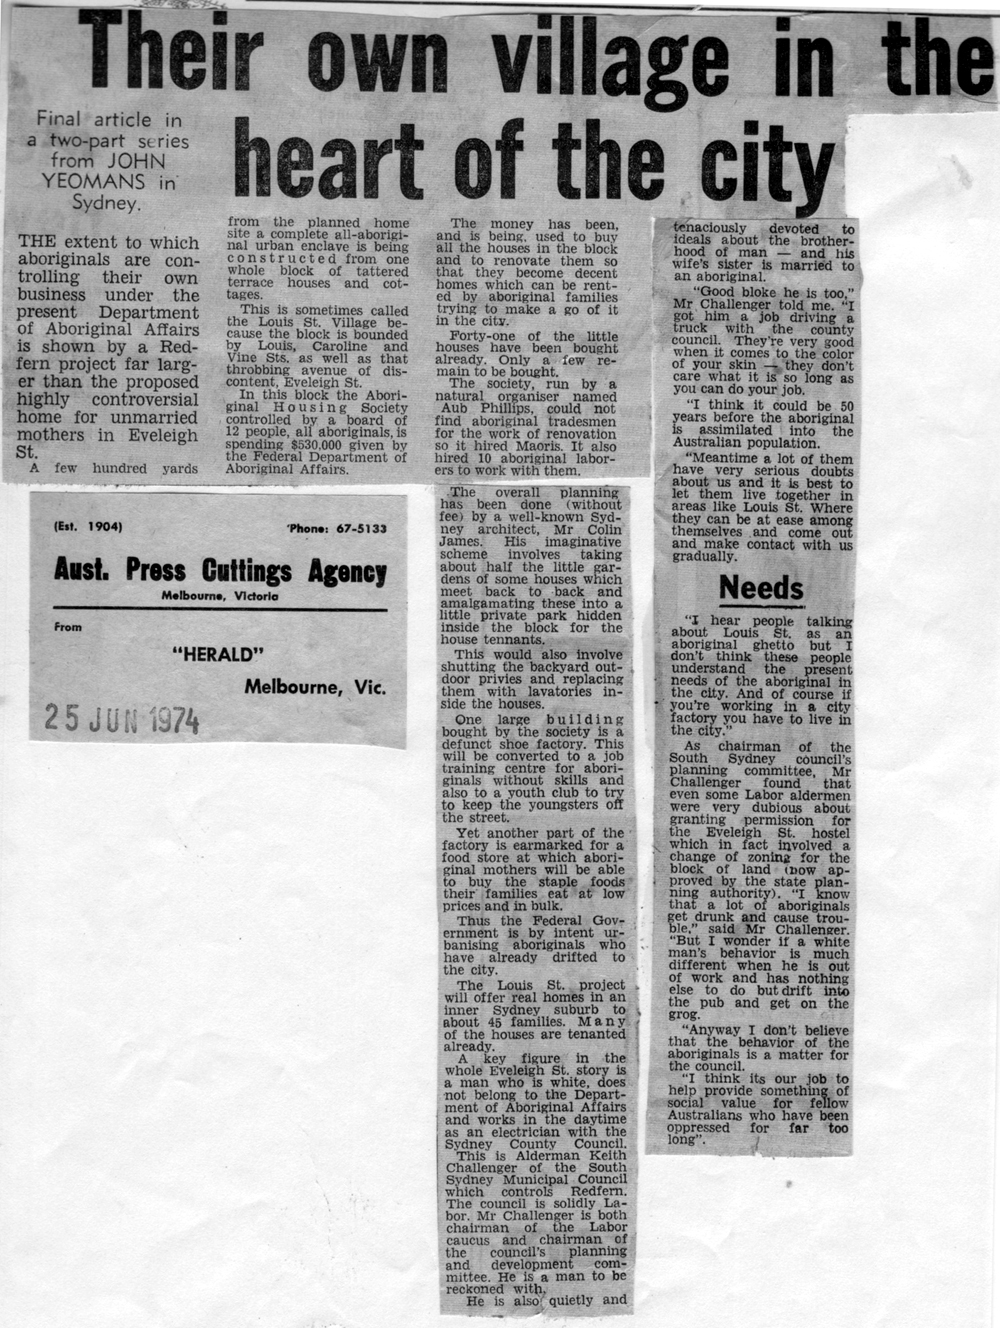 Their own village in the
heart of the city
Final article in
a two-part series
from JOHN
YEOMANS in
Sydney.
THE extent to which
aboriginals are con-
trolling their own
business under the
present Department
of Aboriginal Affairs
is shown by a Red-
fern project far larg-
er than the proposed
highly controversial
home for unmarried
mothers in Eveleigh
St.
A few hundred yards
from the planned home
site a complete all-aborigi-
nal urban enclave is being
constructed from one
whole block of tattered
terrace houses and cot-
tages.
This is sometimes called
the Louis St. Village be-
cause the block is bounded
by Louis, Caroline and
Vine Sts. as well as that
throbbing avenue of dis-
content, Eveleigh St.
In this block the Abori-
ginal Housing Society
controlled by a board of
12 people, all aboriginals, is
spending $530,000 given by
the Federal Department of
Aboriginal Affairs.
The money has been,
and is being, used to buy
all the houses in the block
and to renovate them so
that they become decent
homes which can be rent-
ed by aboriginal families
trying to make a go of it
in the city.
Forty-one of the little
houses have been bought
already. Only a few re-
main to be bought.
The society, run by a
natural organiser named
Aub Phillips, could not
find aboriginal tradesmen
for the work of renovation
so it hired Maoris. It also
hired 10 aboriginal labor-
ers to work with them.
The overall planning
has been done (without
fee) by a well-known Syd-
ney architect, Mr Colin
James. His imaginative
scheme involves taking
about half the little gar-
dens of some houses which
meet back to back and
amalgamating these into a
little private park hidden
inside the block for the
house tennants.
This would also involve
shutting the backyard out-
door privies and replacing
them with lavatories in-
side the houses.
One large building
bought by the society is a
defunct shoe factory. This
will be converted to a job
training centre for abori-
ginals without skills and
also to a youth club to try
to keep the youngsters off
the street.
Yet another part of the
factory is earmarked for a
food store at which abori-
ginal mothers will be able
to buy the staple foods
their families eat at low
prices and in bulk.
Thus the Federal Gov-
ernment is by intent ur-
banising aboriginals who
have already drifted to
the city.
The Louis St. project
will offer real homes in an
inner Sydney suburb to
about 45 families. Many
of the houses are tenanted
already.
A key figure in the
whole Eveleigh St. story is
a man who is white, does
not belong to the Depart-
ment of Aboriginal Affairs
and works in the daytime
as an electrician with the
Sydney County Council.
This is Alderman Keith
Challenger of the South
Sydney Municipal Council
which controls Redfern.
The council is solidly La-
bor. Mr Challenger is both
chairman of the Labor
caucus and chairman of
the council's planning
and development com-
mittee. He is a man to be
reckoned with.
He is also quietly and
tenaciously devoted to
ideals about the brother-
hood of man — and his
wife's sister is married to
an aboriginal.
"Good bloke he is too,"
Mr Challenger told me. "I
got him a job driving a
truck with the county
council. They're very good
when it comes to the color
of your skin — they don't
care what it is so long as
you can do your job.
"I think it could be 50
years before the aboriginal
is assimilated into the
Australian population.
"Meantime a lot of them
have very serious doubts
about us and it is best to
let them live together in
areas like Louis St. Where
they can be at ease among
themselves and come out
and make contact with us
gradually.
Needs
"I hear people talking
about Louis St. as an
aboriginal ghetto but I
don't think these people
understand the present
needs of the aboriginal in
the city. And of course if
you're working in a city
factory you have to live in
the city."
As chairman of the
South Sydney council's
planning committee, Mr
Challenger found that
even some Labor aldermen
were very dubious about
granting permission for
the Eveleigh St. hostel
which in fact involved a
change of zoning for the
block of land (now ap-
proved by the state plan-
ning authority). "I know
that a lot of aboriginals
get drunk and cause trou-
ble," said Mr Challenger.
"But I wonder if a white
man's behavior is much
different when he is out
of work and has nothing
else to do but drift into
the pub and get on the
grog.
"Anyway I don't believe
that the behavior of the
aboriginals is a matter for
the council.
"I think its our job to
help provide something of
social value for fellow
Australians who have been
oppressed for far too
long".
(Est. 1904) 'Phone: 67-5133
Aust. Press Cuttings Agency
Melbourne, Victoria
From
"HERALD"
Melbourne, Vic.
25 JUN 1974